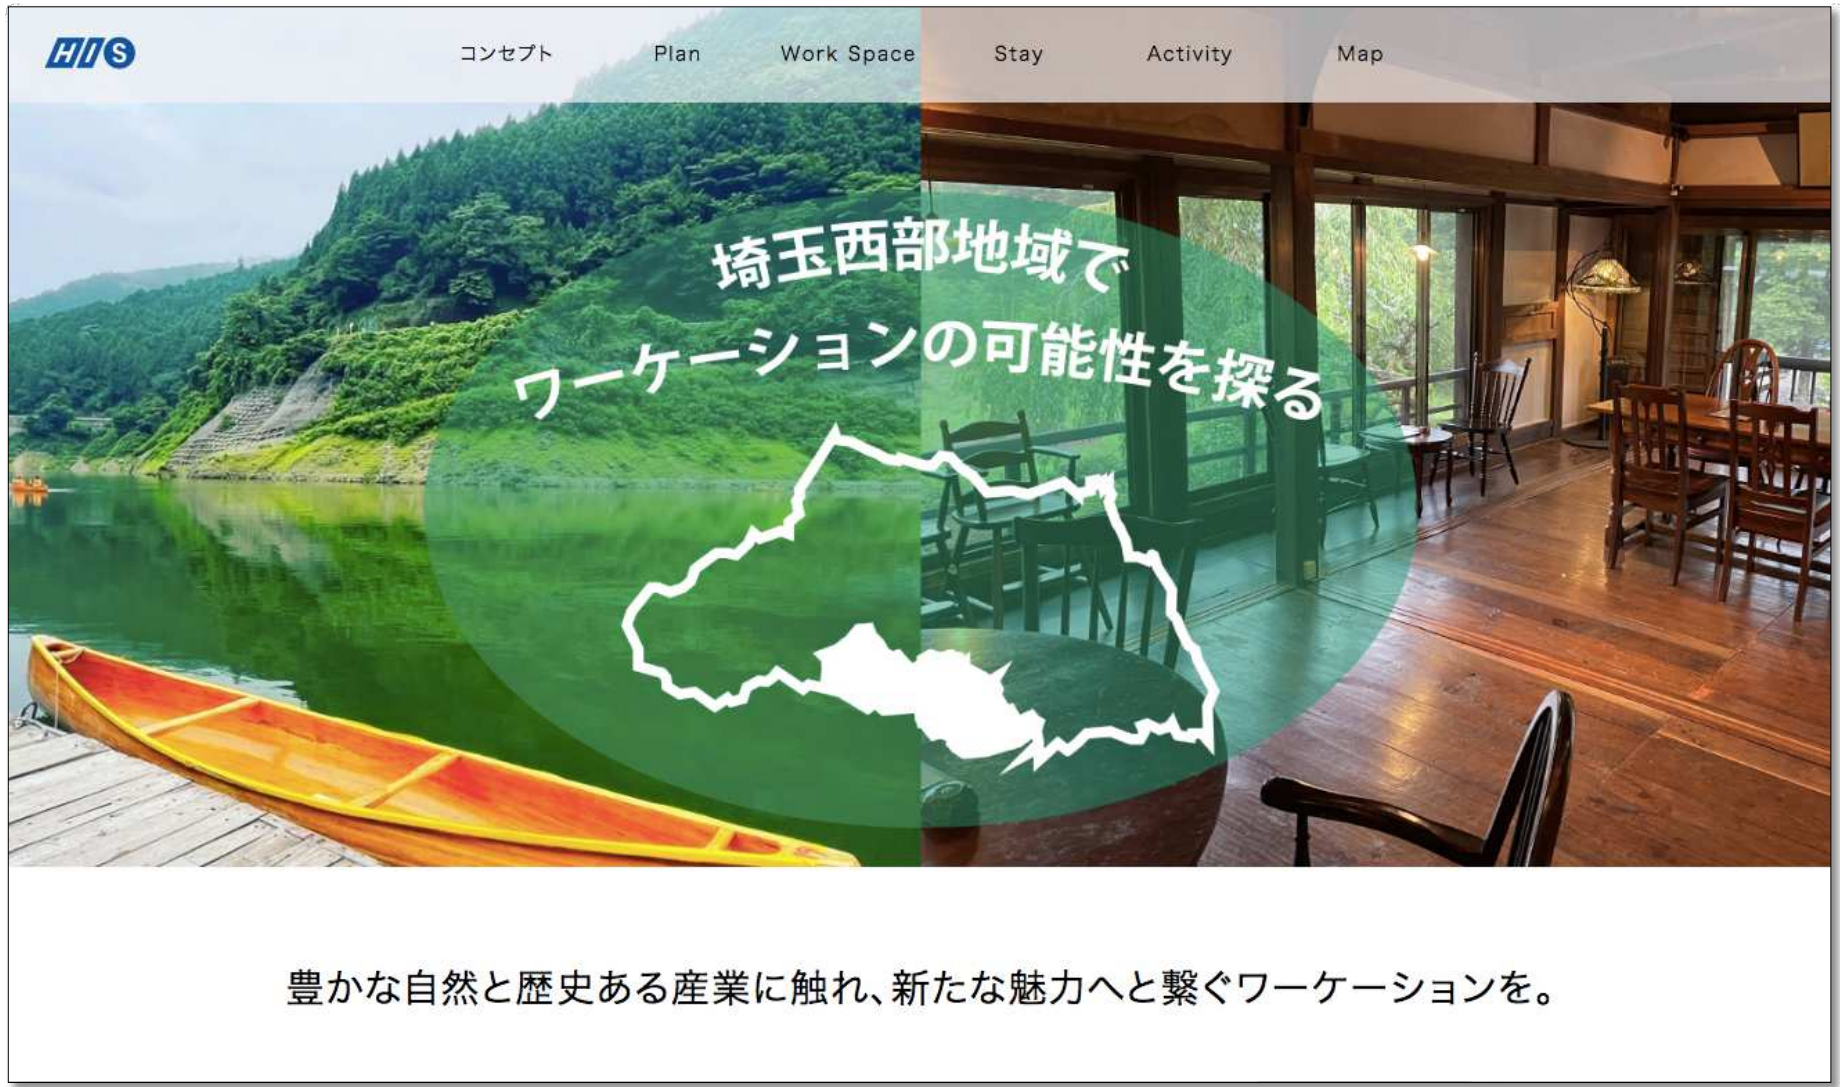 HIS
コンセプト Plan Work Space Stay Activity Map
埼玉西部地域で
ワーケーションの可能性を探る
豊かな自然と歴史ある産業に触れ、新たな魅力へと繋ぐワーケーションを。